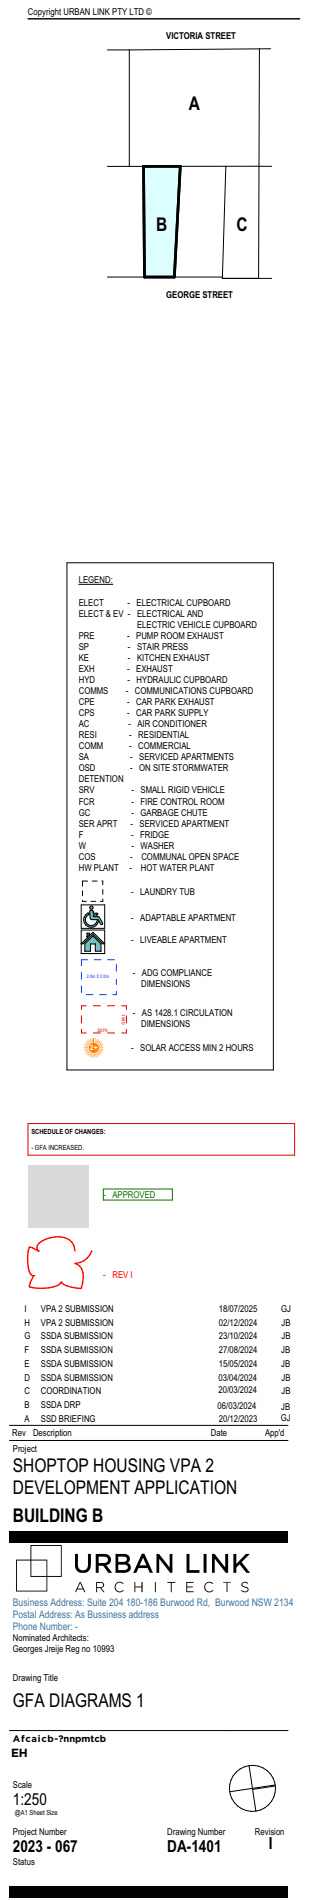 Copyright URBAN LINK PTY LTD ©
VICTORIA STREET
A
B
C
GEORGE STREET
LEGEND:
ELECT - ELECTRICAL CUPBOARD
ELECT & EV - ELECTRICAL AND
ELECTRIC VEHICLE CUPBOARD
PRE - PUMP ROOM EXHAUST
SP - STAIR PRESS
KE - KITCHEN EXHAUST
EXH - EXHAUST
HYD - HYDRAULIC CUPBOARD
COMMS - COMMUNICATIONS CUPBOARD
CPE - CAR PARK EXHAUST
CPS - CAR PARK SUPPLY
AC - AIR CONDITIONER
RESI - RESIDENTIAL
COMM - COMMERCIAL
SA - SERVICED APARTMENTS
OSD - ON SITE STORMWATER
DETENTION
SRV - SMALL RIGID VEHICLE
FCR - FIRE CONTROL ROOM
GC - GARBAGE CHUTE
SER APRT - SERVICED APARTMENT
F - FRIDGE
W - WASHER
COS - COMMUNAL OPEN SPACE
HW PLANT - HOT WATER PLANT
- LAUNDRY TUB
- ADAPTABLE APARTMENT
- LIVEABLE APARTMENT
2.0m X 2.0m
- ADG COMPLIANCE
DIMENSIONS
- AS 1428.1 CIRCULATION
DIMENSIONS
2+
- SOLAR ACCESS MIN 2 HOURS
SCHEDULE OF CHANGES:
- GFA INCREASED.
- APPROVED
- REV I
I VPA 2 SUBMISSION 18/07/2025 GJ
H VPA 2 SUBMISSION 02/12/2024 JB
G SSDA SUBMISSION 23/10/2024 JB
F SSDA SUBMISSION 27/08/2024 JB
E SSDA SUBMISSION 15/05/2024 JB
D SSDA SUBMISSION 03/04/2024 JB
C COORDINATION 20/03/2024 JB
B SSDA DRP 06/03/2024 JB
A SSD BRIEFING 20/12/2023 GJ
Rev Description Date App'd
Project
SHOPTOP HOUSING VPA 2
DEVELOPMENT APPLICATION
BUILDING B
URBAN LINK
ARCHITECTS
Business Address: Suite 204 180-186 Burwood Rd, Burwood NSW 2134
Postal Address: As Bussiness address
Phone Number: -
Nominated Architects:
Georges Jreije Reg no 10993
Drawing Title
GFA DIAGRAMS 1
Afcaicb-?nnpmtcb
EH
Scale
1:250
@A1 Sheet Size
Project Number Drawing Number Revision
2023 - 067 DA-1401 I
Status